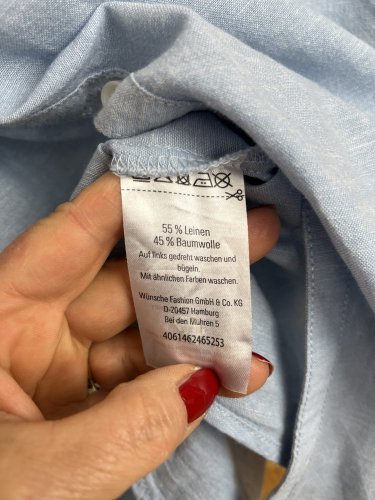 55 % Leinen
45 % Baumwolle
Auf links gedreht waschen und
bügeln.
Mit ähnlichen Farben waschen.
Wünsche Fashion GmbH & Co. KG
D-20457 Hamburg
Bei den Mühren 5
4061462465253